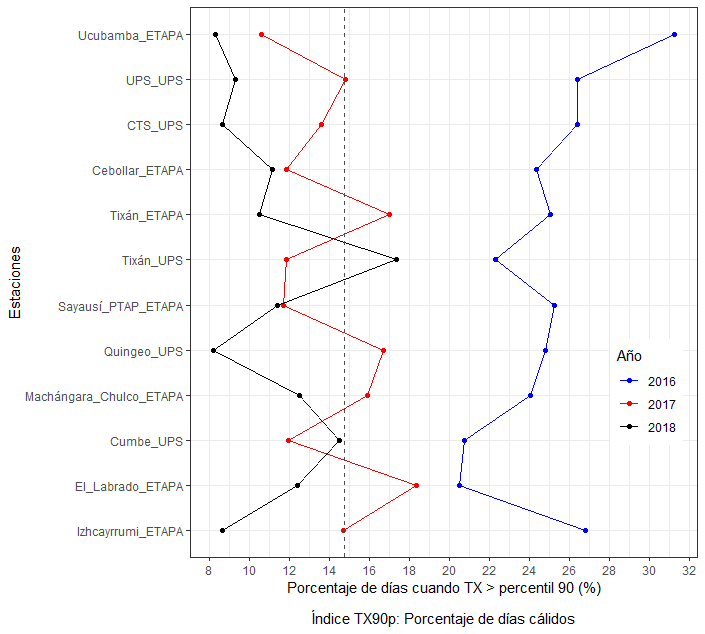 Ucubamba_ETAPA
UPS_UPS
CTS_UPS
Cebollar_ETAPA
Tixán_ETAPA
Tixán_UPS
Sayausí_PTAP_ETAPA
Quingeo_UPS
Machángara_Chulco_ETAPA
Cumbe_UPS
El_Labrado_ETAPA
Izhcayrrumi_ETAPA
Estaciones
Año
2016
2017
2018
8 10 12 14 16 18 20 22 24 26 28 30 32
Porcentaje de días cuando TX > percentil 90 (%)
Índice TX90p: Porcentaje de días cálidos